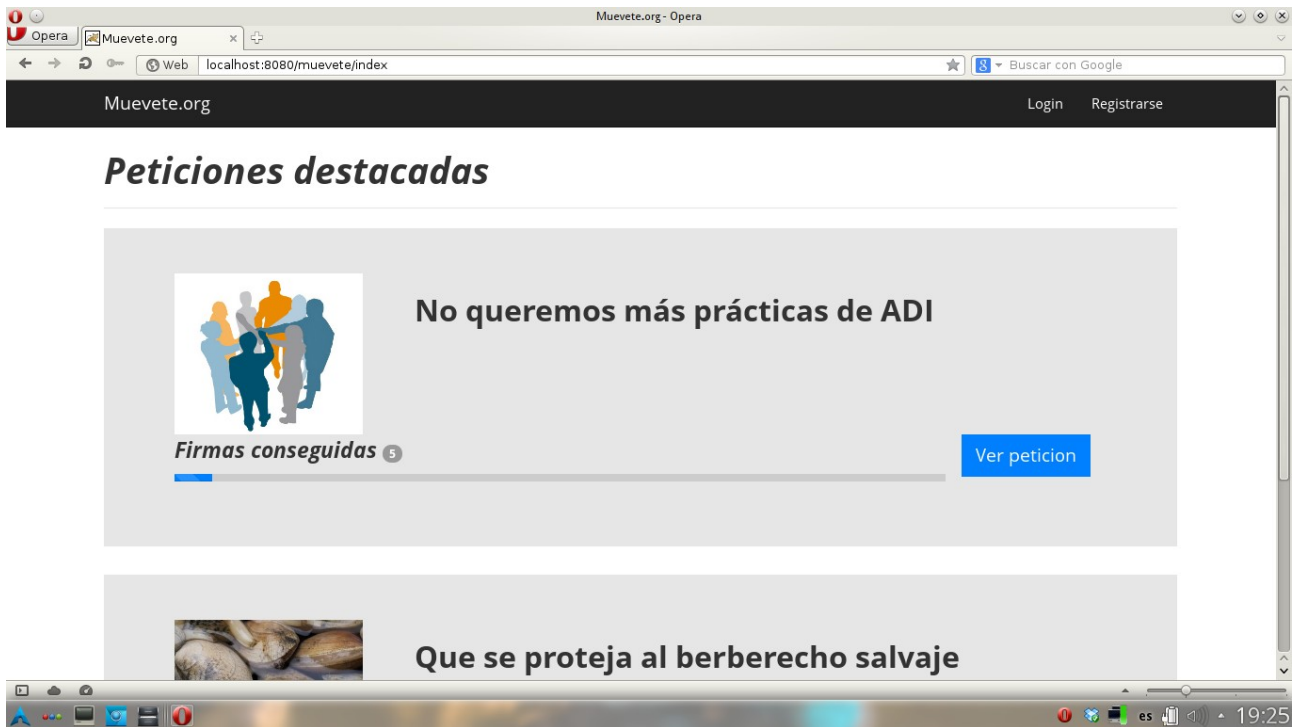 Muevete.org - Opera
Opera
Muevete.org
Web
localhost:8080/muevete/index
Buscar con Google
Muevete.org
Login
Registrarse
Peticiones destacadas
No queremos más prácticas de ADI
Firmas conseguidas 5
Ver peticion
Que se proteja al berberecho salvaje
es
19:25